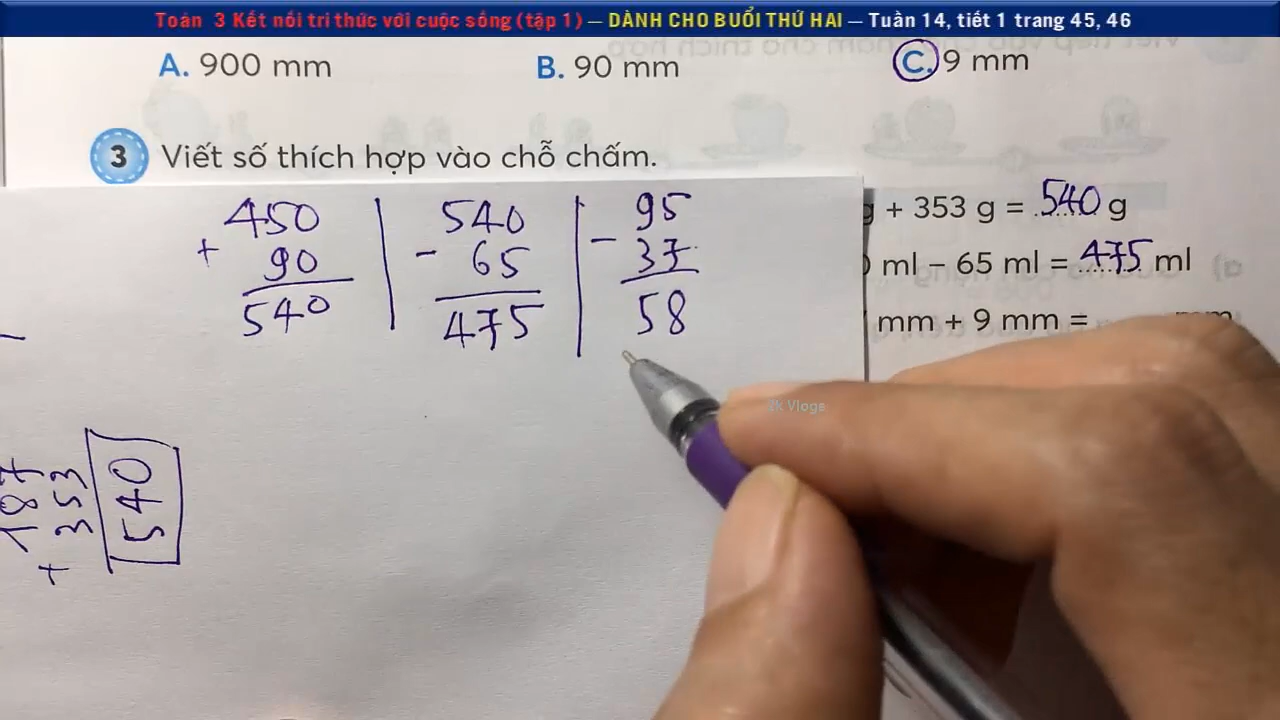 Toán 3 Kết nối tri thức với cuộc sống (tập 1) – DÀNH CHO BUỔI THỨ HAI – Tuần 14, tiết 1 trang 45, 46
A. 900 mm B. 90 mm C. 9 mm
3 Viết số thích hợp vào chỗ chấm.
450 540 95
+ 90 - 65 - 37
540 475 58
g + 353 g = 540 g
ml – 65 ml = 475 ml
mm + 9 mm = mm
187
+ 353
540
2k Vlogs